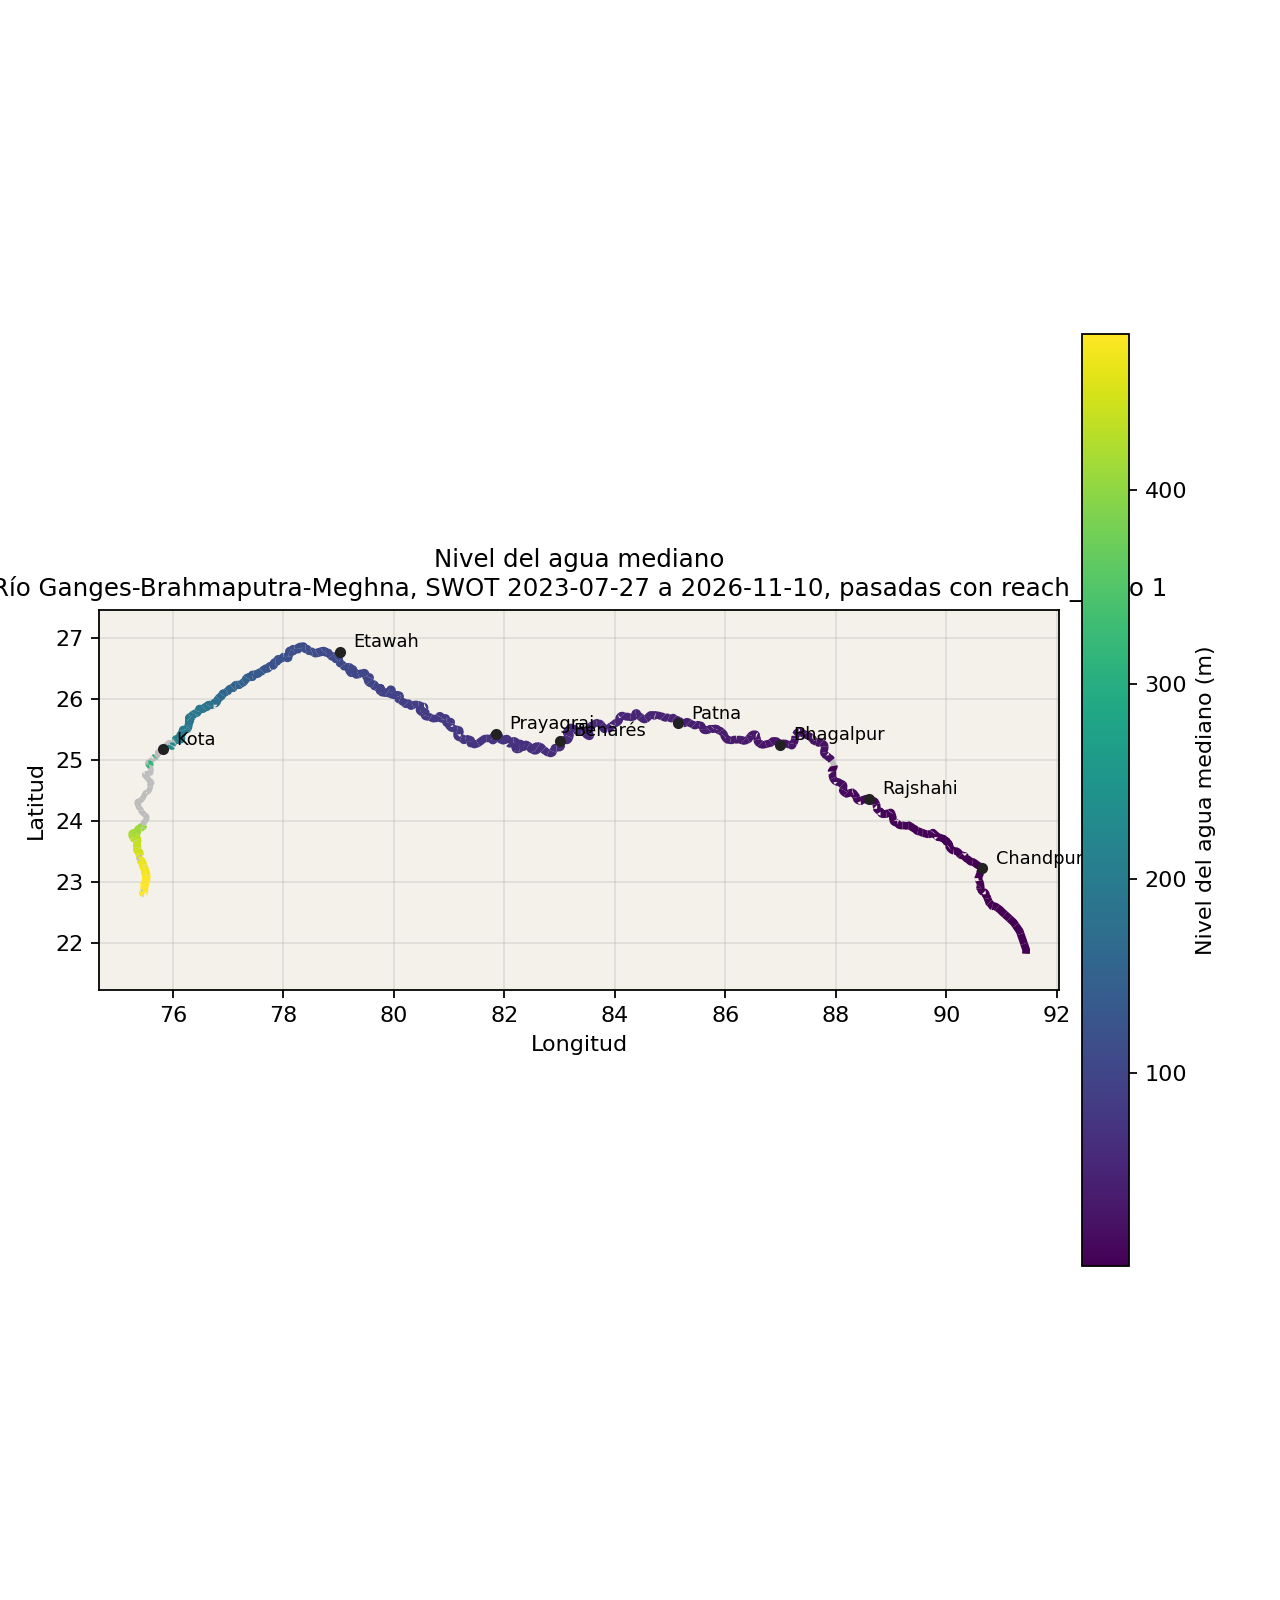 Nivel del agua mediano
Río Ganges-Brahmaputra-Meghna, SWOT 2023-07-27 a 2026-11-10, pasadas con reach_ o 1
27
26
25
24
23
22
Latitud
Etawah
Kota
Prayagraj
Benarés
Patna
Bhagalpur
Rajshahi
Chandpur
76
78
80
82
84
86
88
90
92
Longitud
400
300
200
100
Nivel del agua mediano (m)